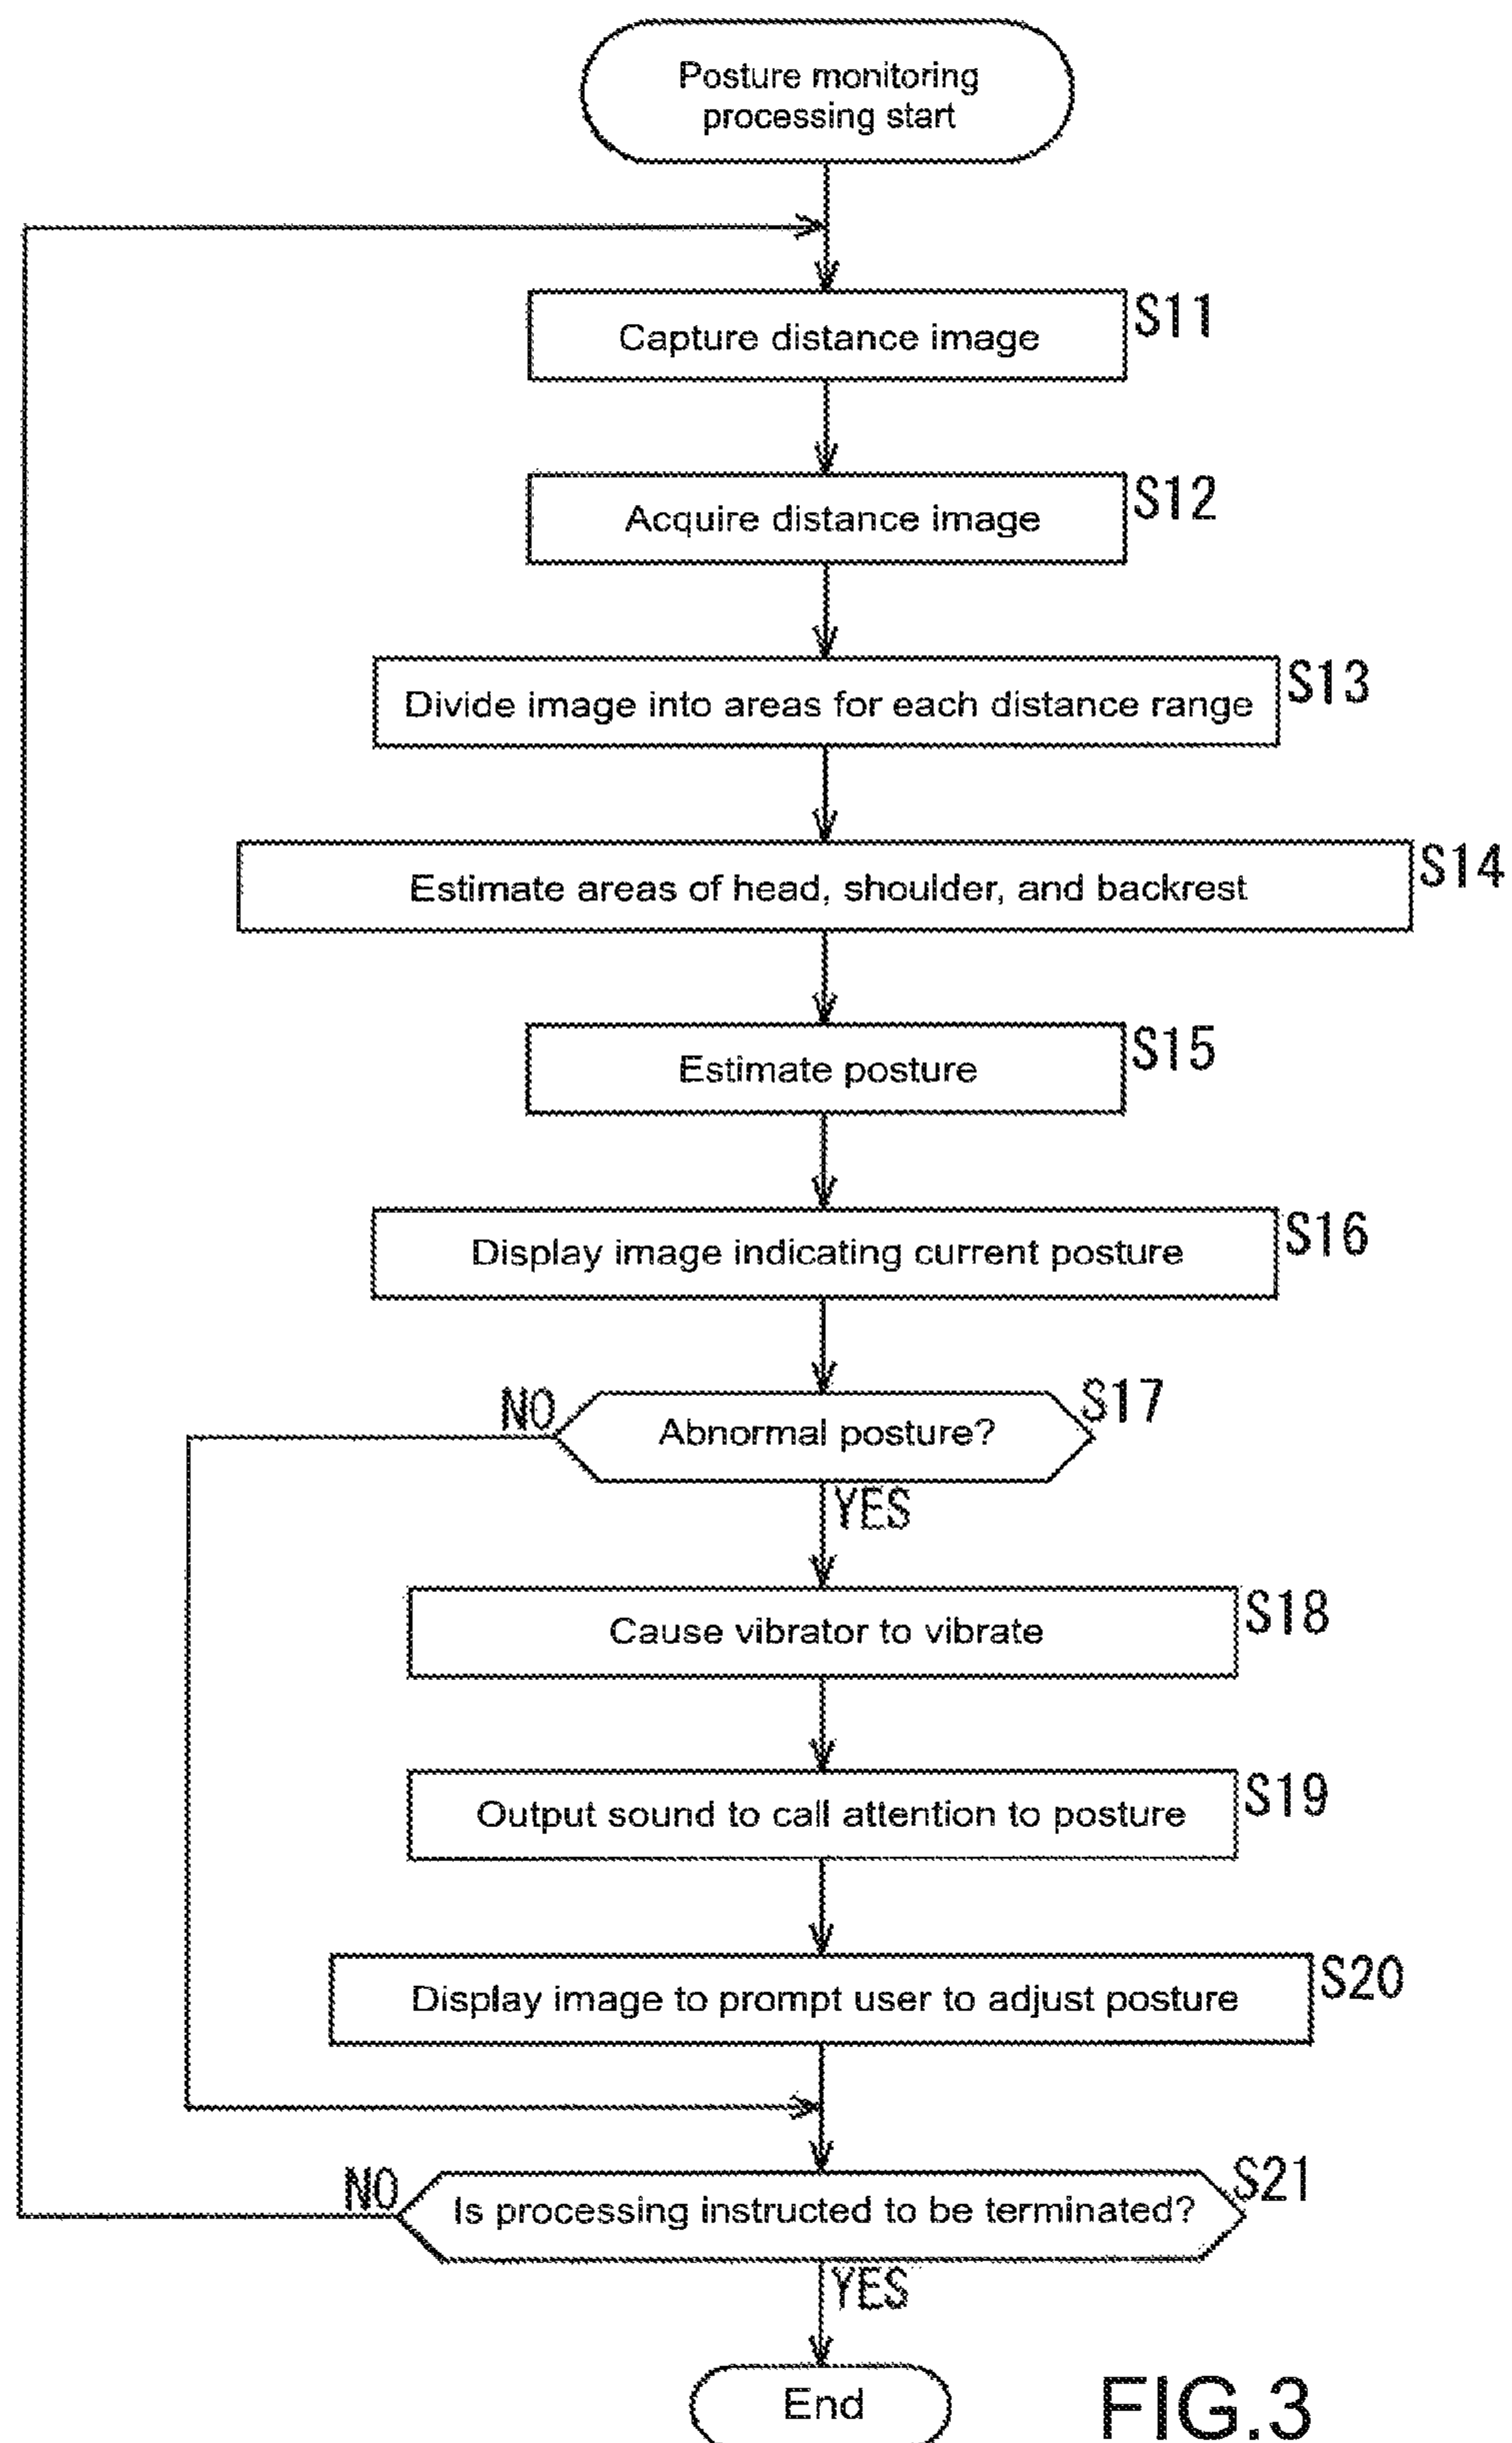 Posture monitoring
processing start
Capture distance image
S11
Acquire distance image
S12
Divide image into areas for each distance range
S13
Estimate areas of head, shoulder, and backrest
S14
Estimate posture
S15
Display image indicating current posture
S16
NO
Abnormal posture?
S17
YES
Cause vibrator to vibrate
S18
Output sound to call attention to posture
S19
Display image to prompt user to adjust posture
S20
NO
Is processing instructed to be terminated?
S21
YES
End
FIG.3